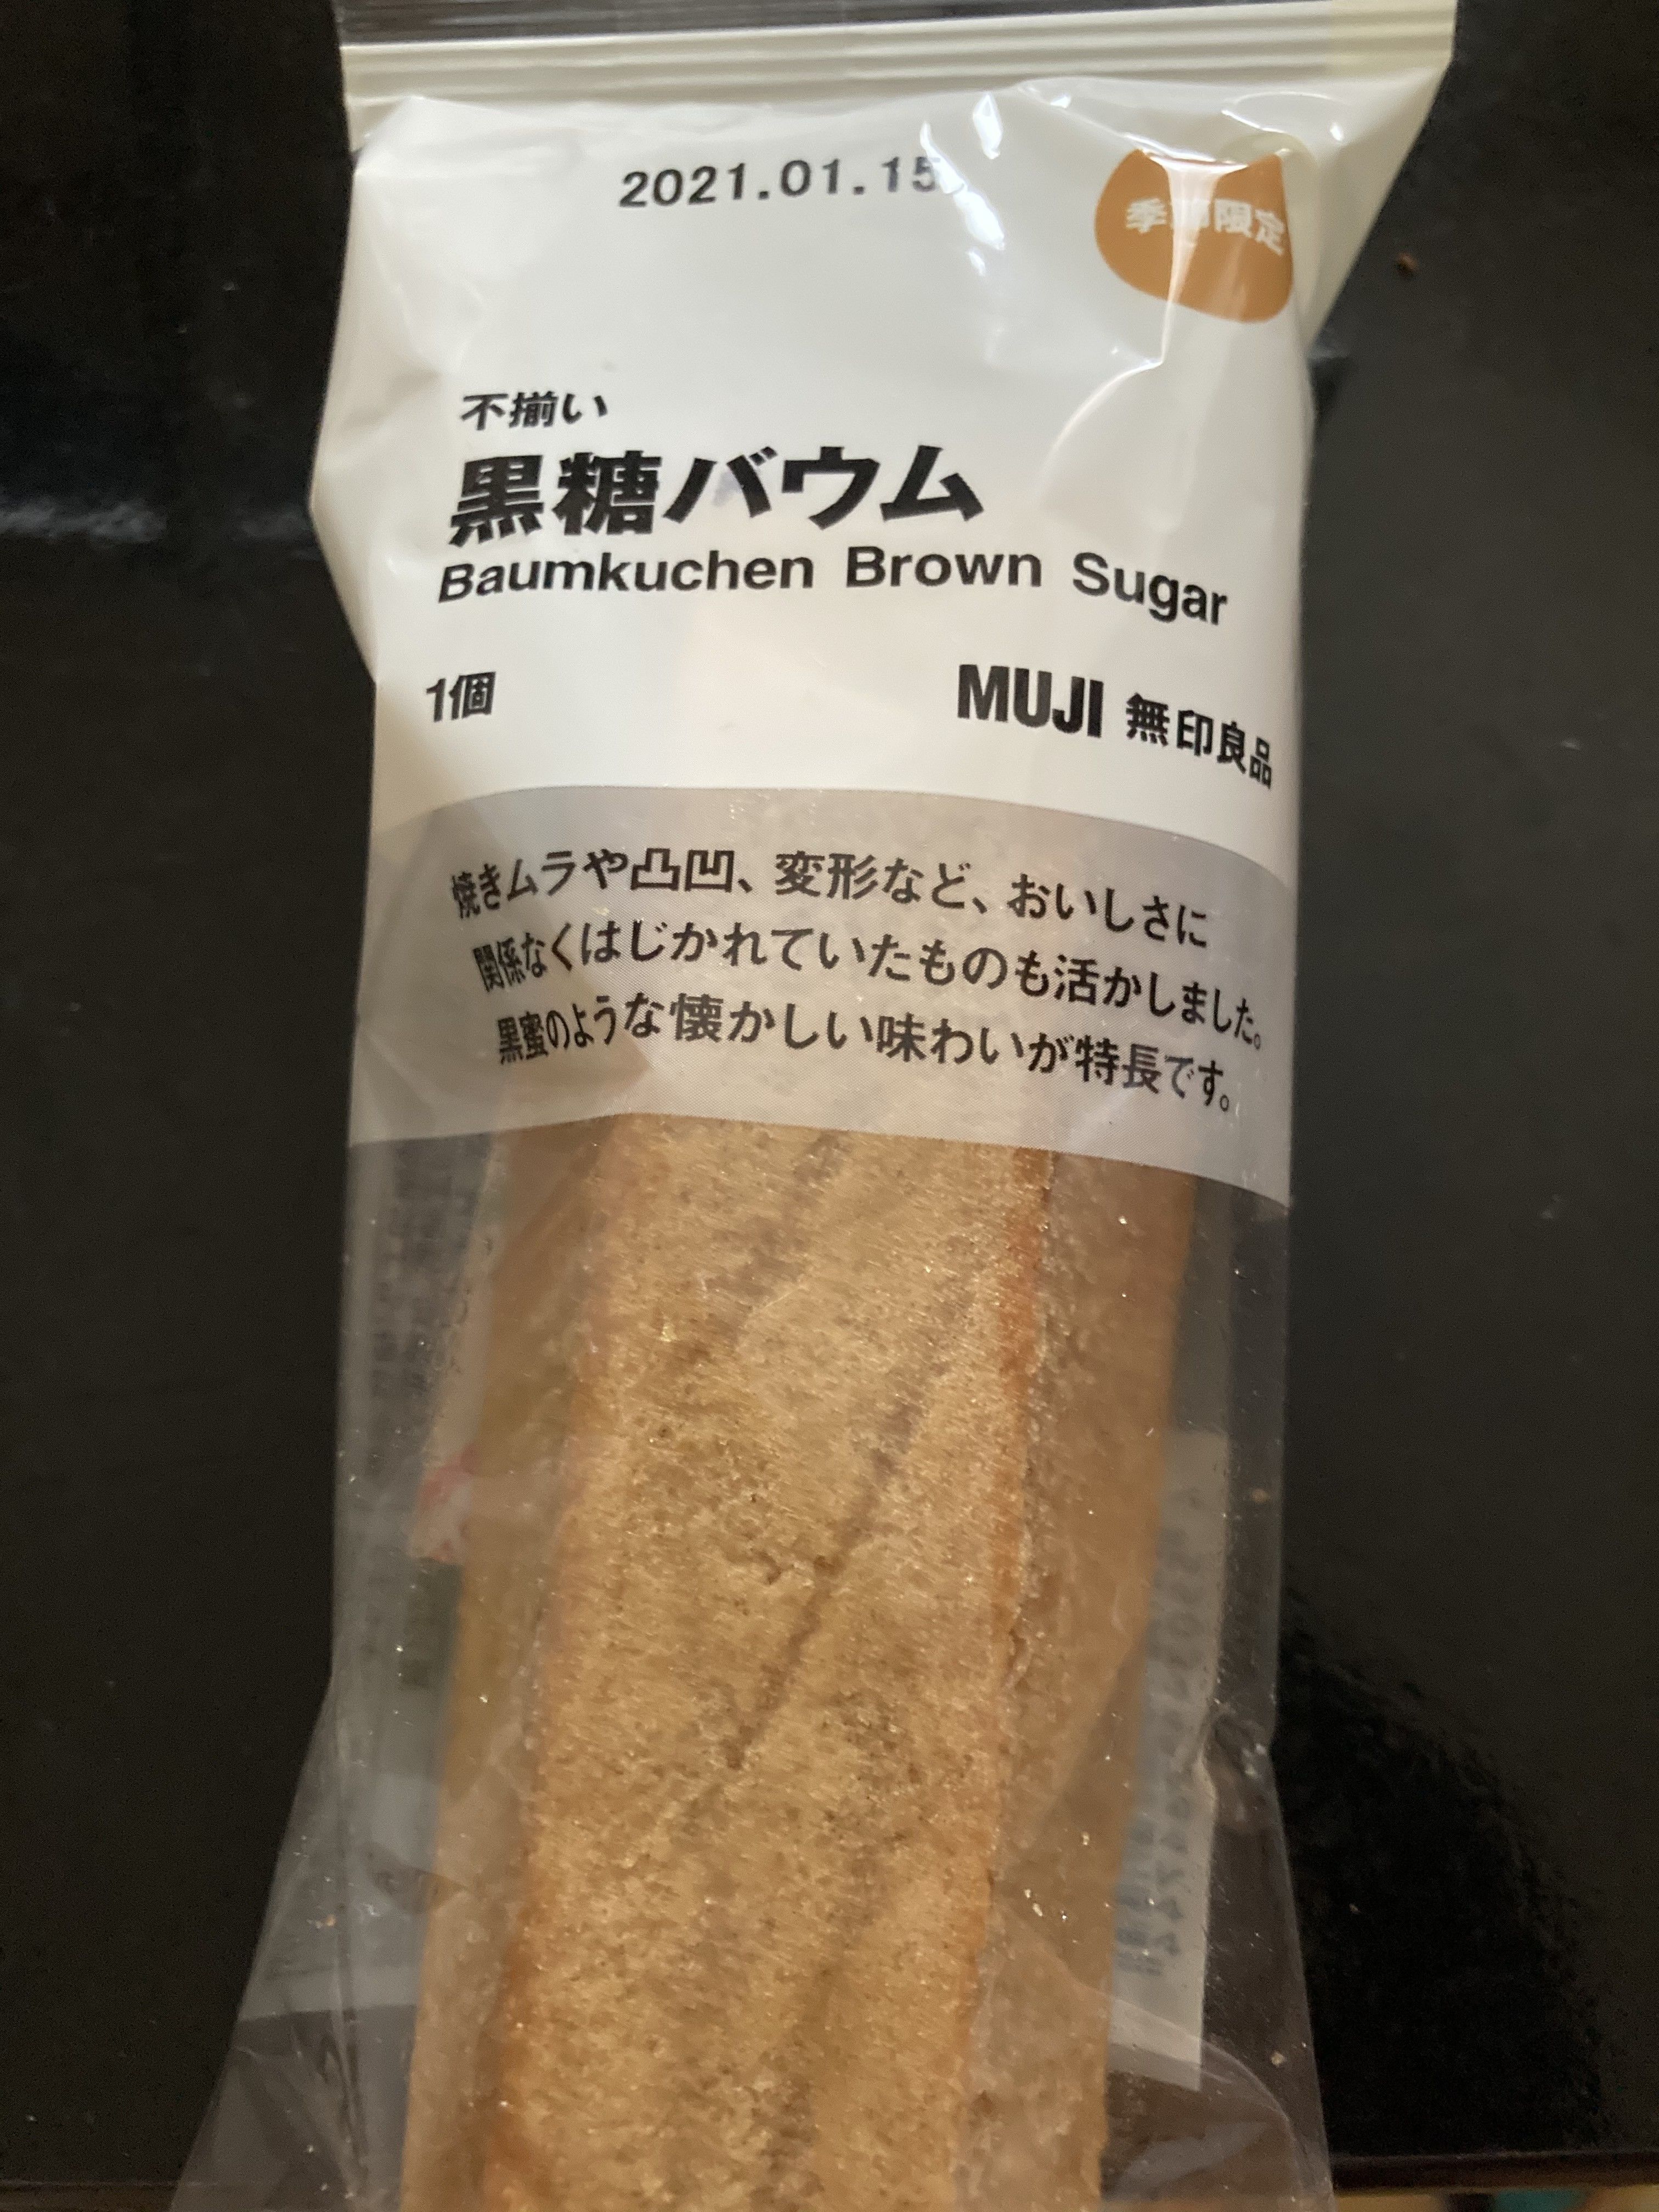 2021.01.15
季節限定
不揃い
黒糖バウム
Baumkuchen Brown Sugar
1個
MUJI 無印良品
焼きムラや凸凹、変形など、おいしさに
関係なくはじかれていたものも活かしました。
黒蜜のような懐かしい味わいが特長です。